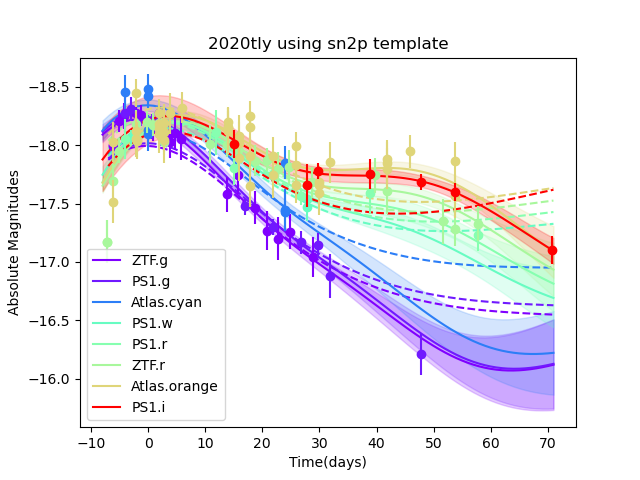 2020tly using sn2p template
Absolute Magnitudes
−18.5
−18.0
−17.5
−17.0
−16.5
−16.0
ZTF.g
PS1.g
Atlas.cyan
PS1.w
PS1.r
ZTF.r
Atlas.orange
PS1.i
−10 0 10 20 30 40 50 60 70
Time(days)